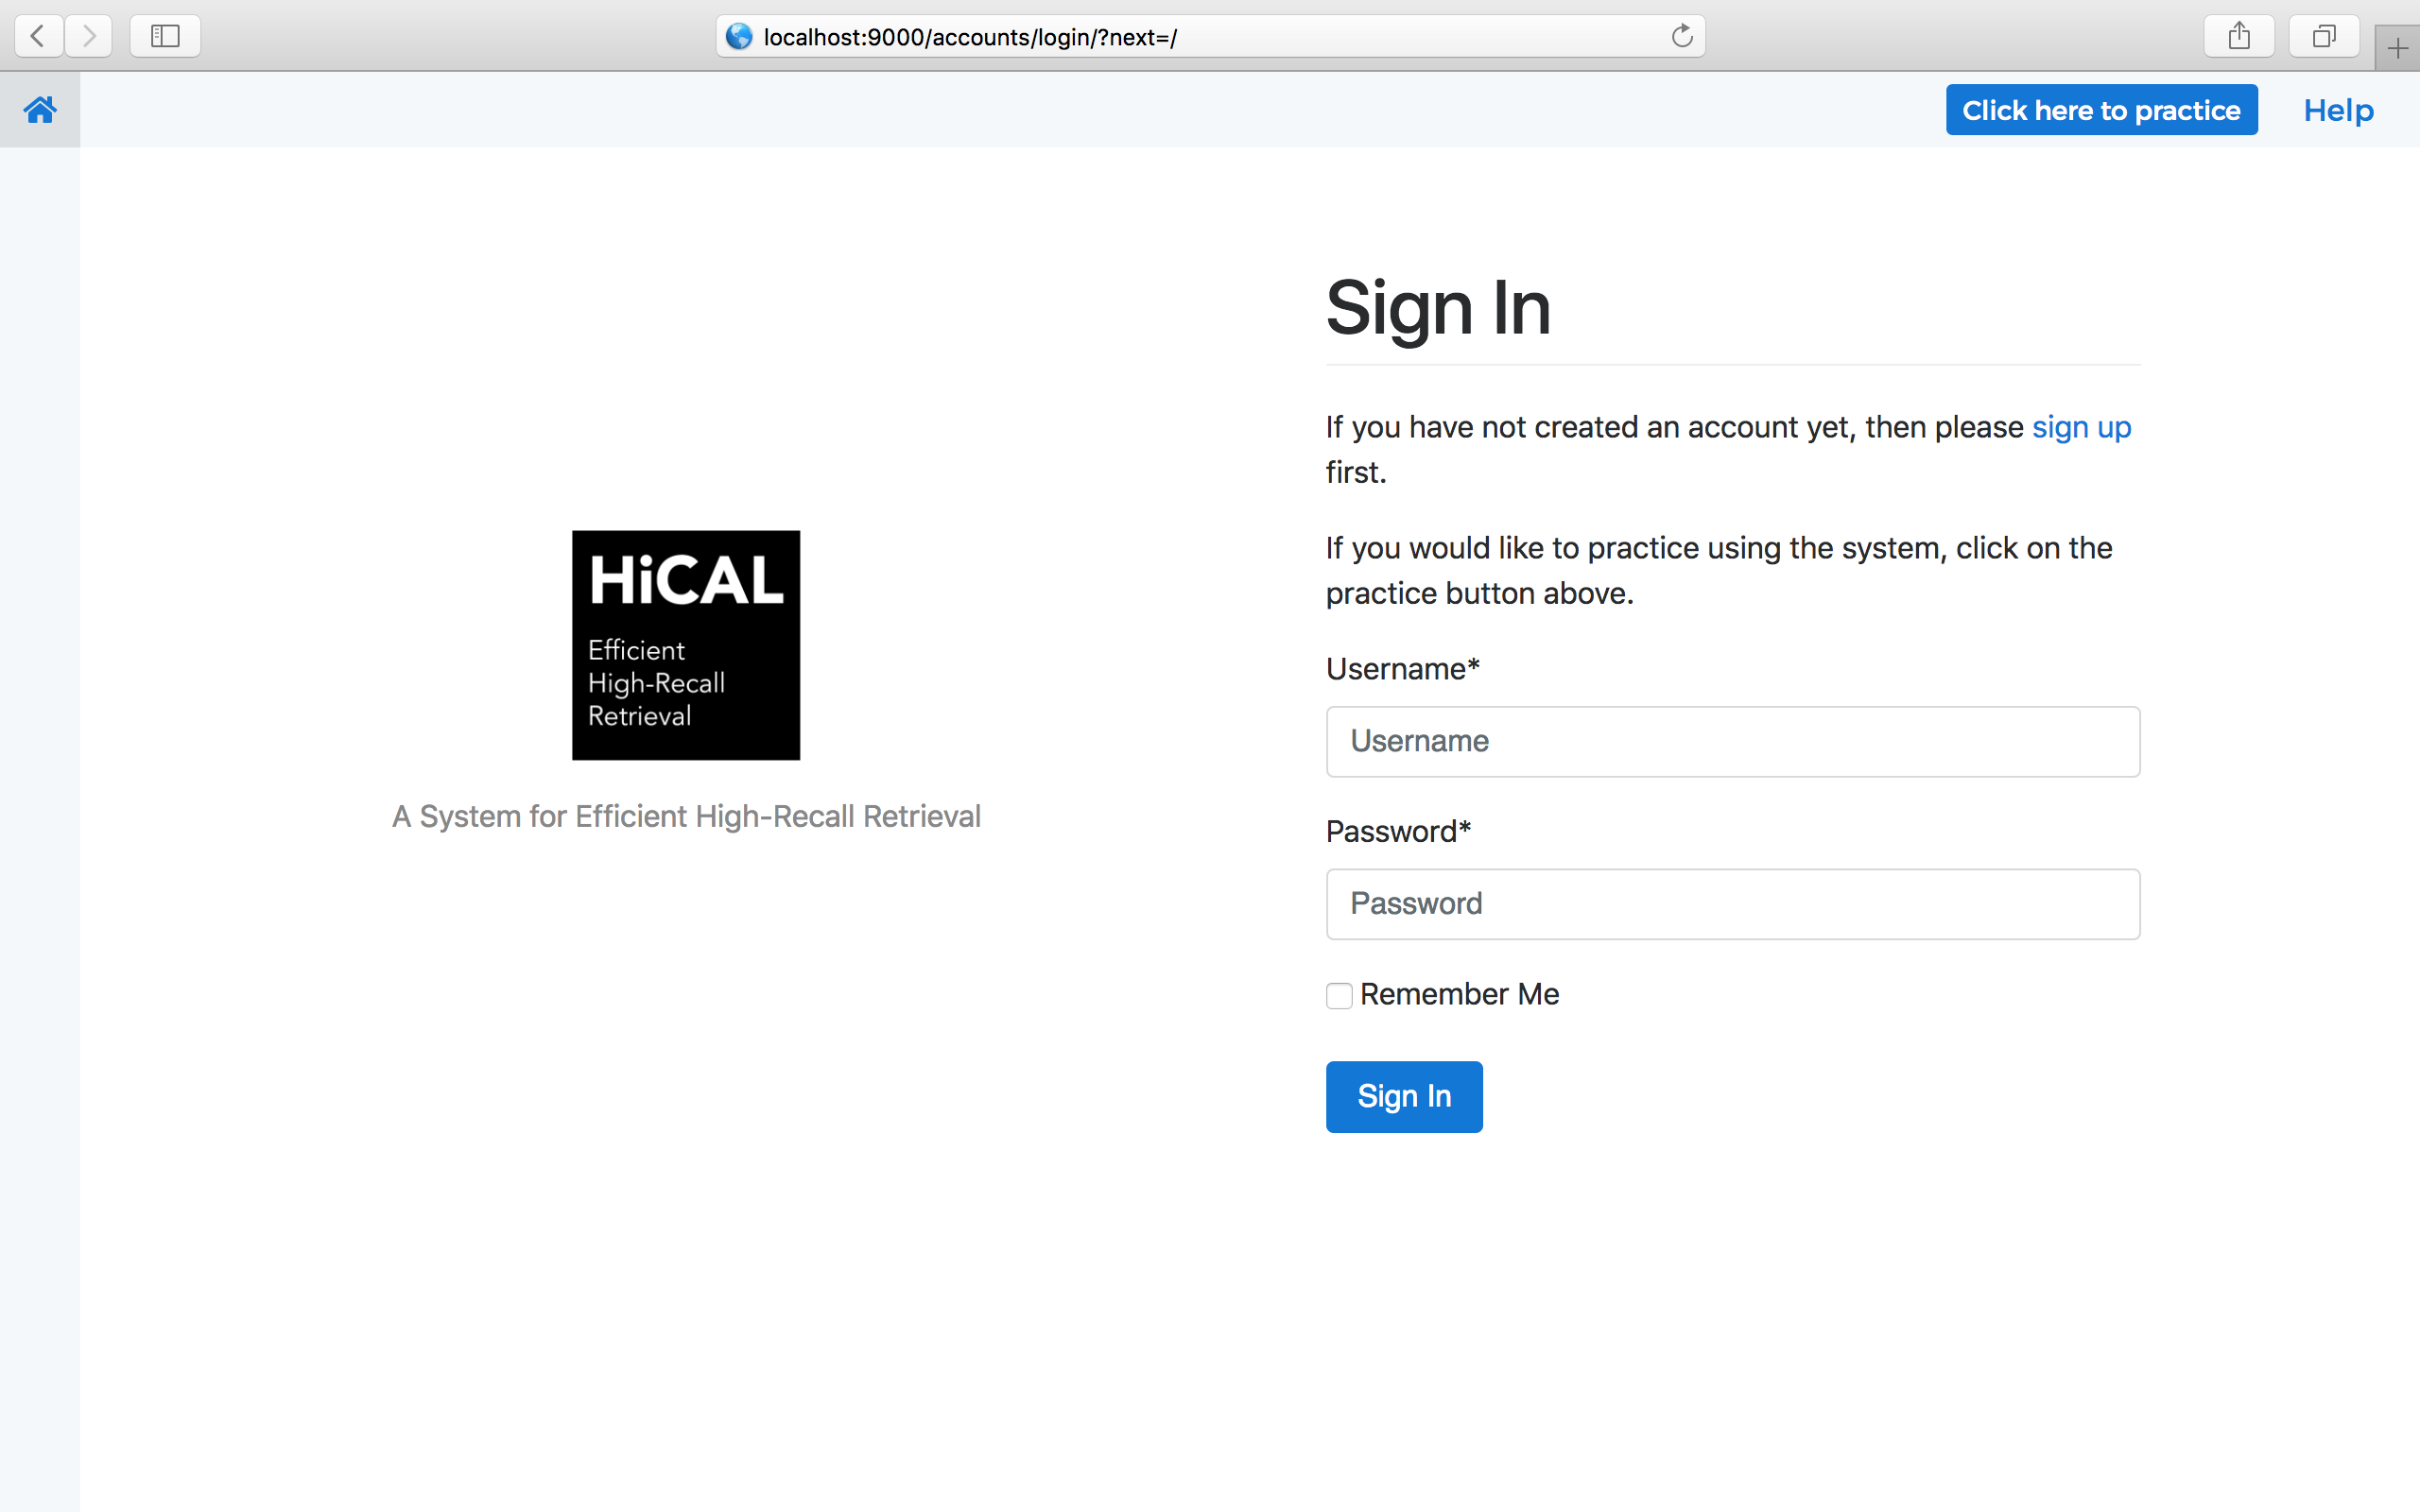 localhost:9000/accounts/login/?next=/
Click here to practice
Help
HiCAL
Efficient
High-Recall
Retrieval
A System for Efficient High-Recall Retrieval
Sign In
If you have not created an account yet, then please sign up
first.
If you would like to practice using the system, click on the
practice button above.
Username*
Username
Password*
Password
Remember Me
Sign In